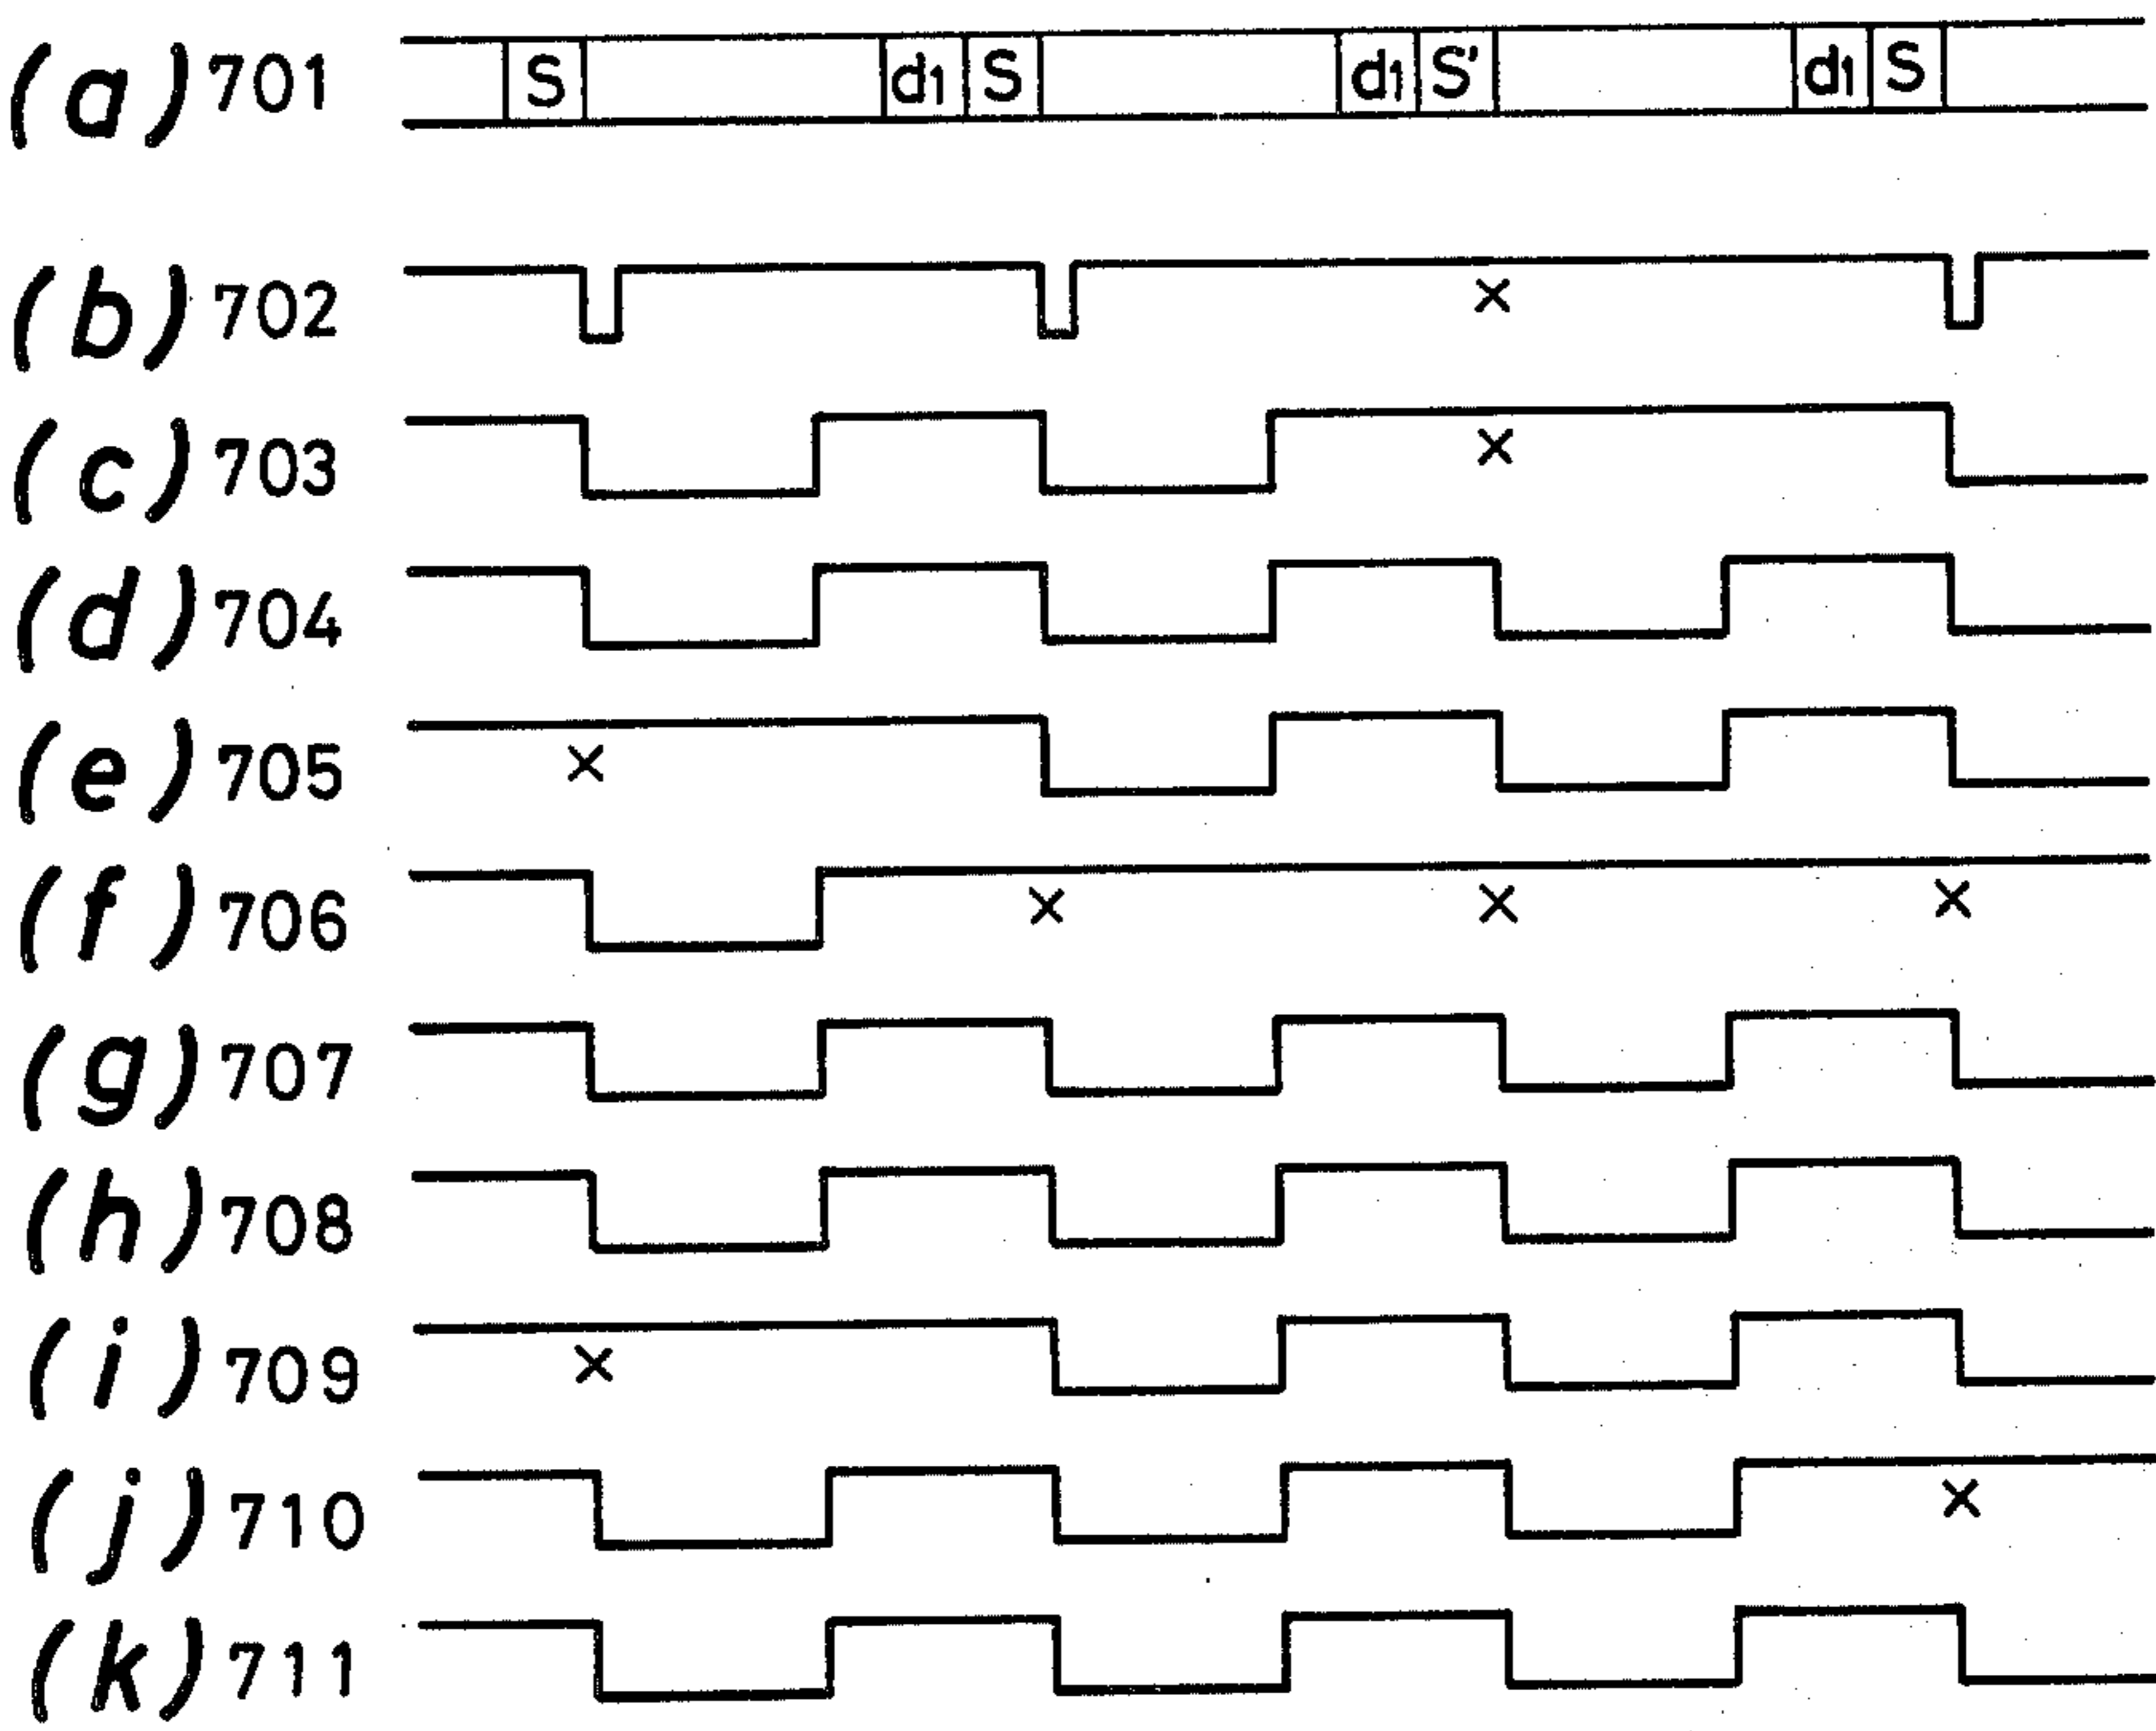 (a) 701 S d1 S d1 S' d1 S
(b) 702 ×
(c) 703 ×
(d) 704
(e) 705 ×
(f) 706 × × ×
(g) 707
(h) 708
(i) 709 ×
(j) 710 ×
(k) 711